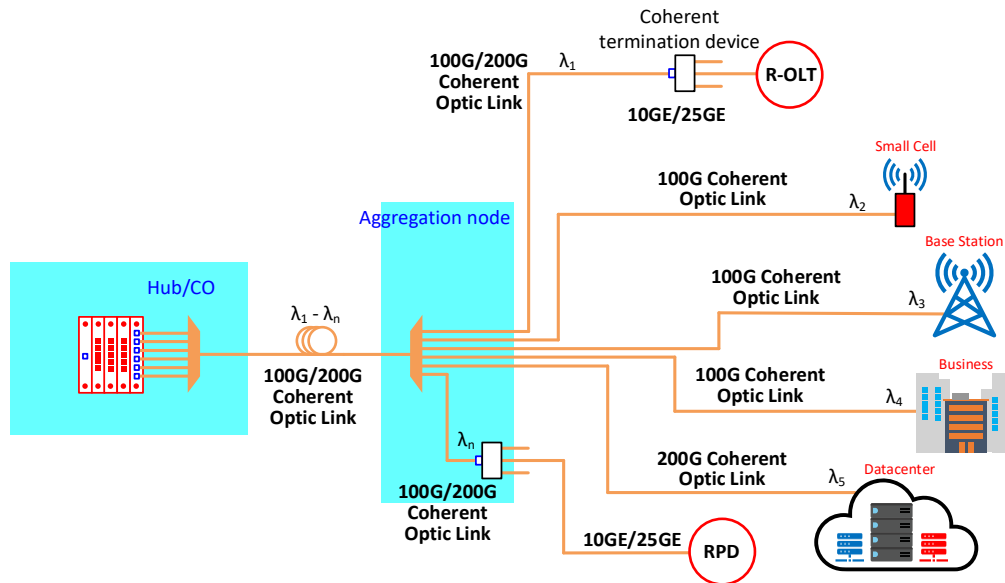 Coherent
termination device
100G/200G
Coherent
Optic Link
λ1
R-OLT
10GE/25GE
Small Cell
100G Coherent
Optic Link
λ2
Aggregation node
Base Station
100G Coherent
Optic Link
λ3
Hub/CO
λ1 - λn
100G/200G
Coherent
Optic Link
Business
100G Coherent
Optic Link
λ4
λn
200G Coherent
Optic Link
λ5
Datacenter
100G/200G
Coherent
Optic Link
10GE/25GE
RPD